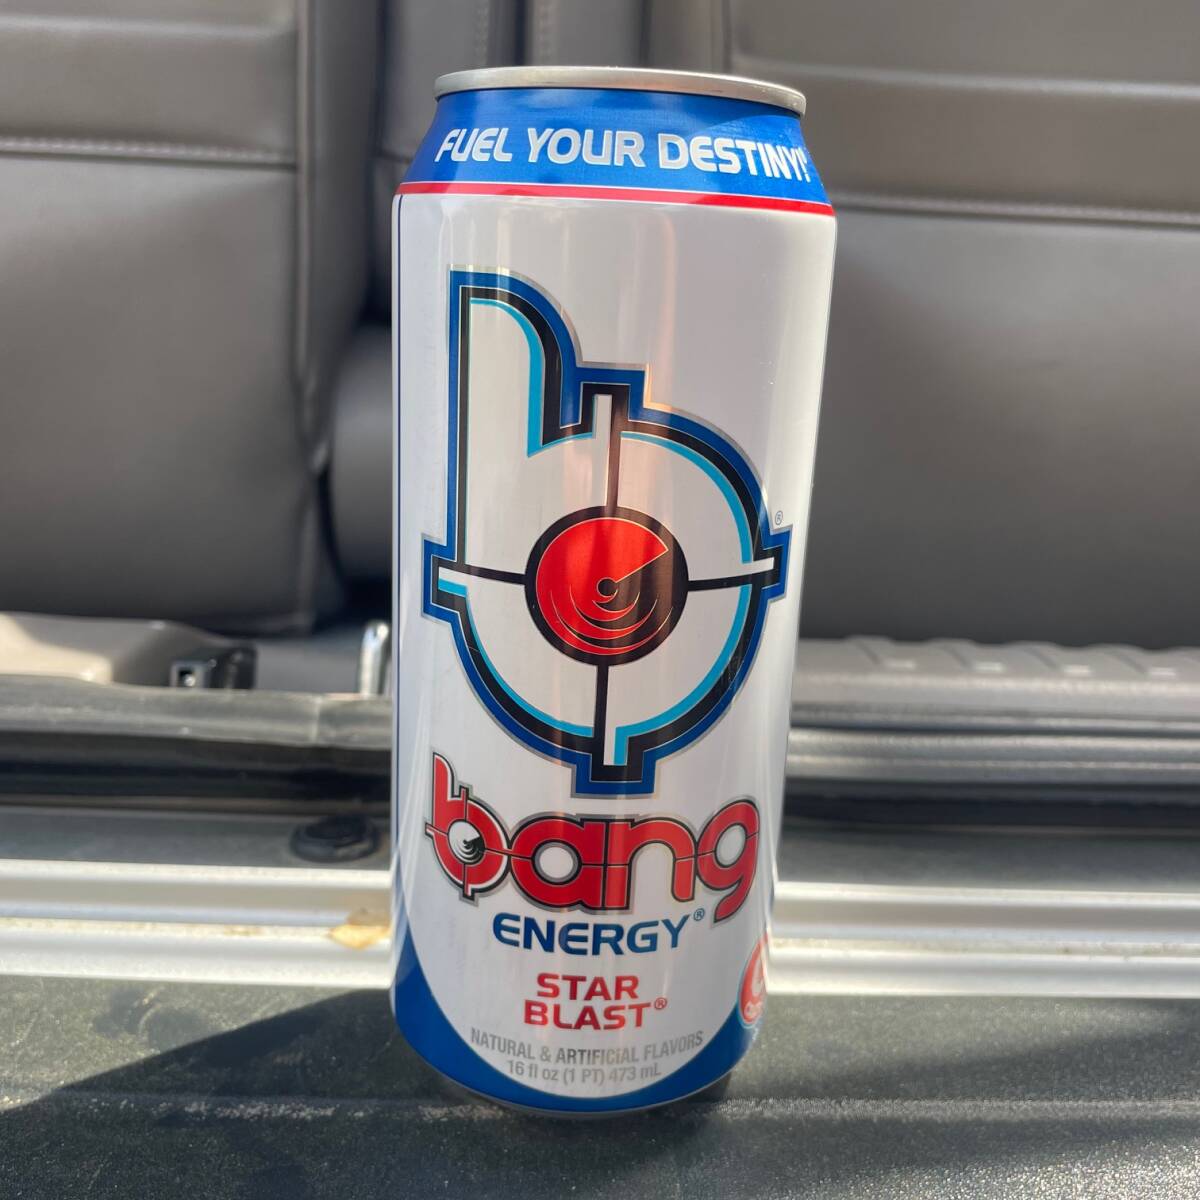 FUEL YOUR DESTINY!®
®
bang
ENERGY®
STAR
BLAST®
NATURAL & ARTIFICIAL FLAVORS
16 fl oz (1 PT) 473 mL